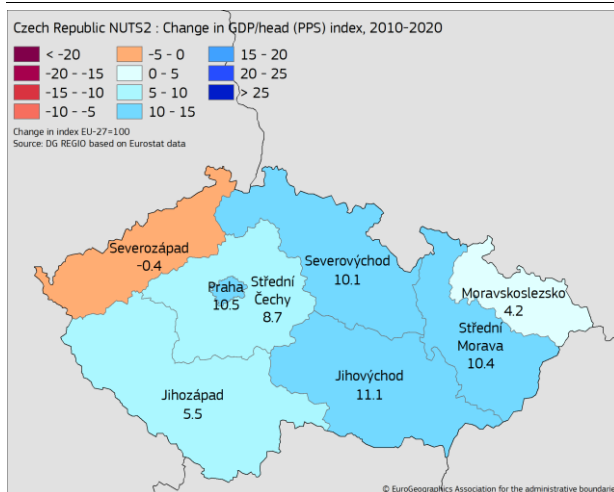 Czech Republic NUTS2 : Change in GDP/head (PPS) index, 2010-2020
< -20
-20 - -15
-15 - -10
-10 - -5
-5 - 0
0 - 5
5 - 10
10 - 15
15 - 20
20 - 25
> 25
Change in index EU-27=100
Source: DG REGIO based on Eurostat data
Severozápad
-0.4
Praha
10.5
Střední
Čechy
8.7
Severovýchod
10.1
Moravskoslezsko
4.2
Střední
Morava
10.4
Jihozápad
5.5
Jihovýchod
11.1
© EuroGeographics Association for the administrative boundarie